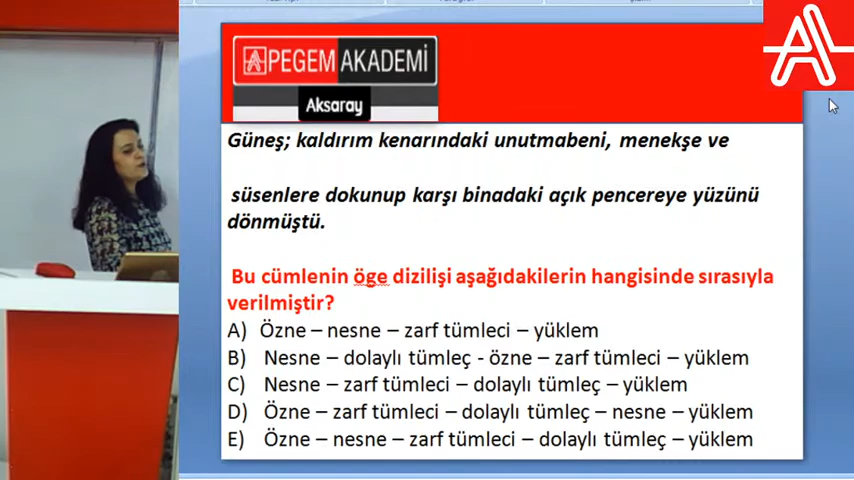 PEGEM AKADEMİ
Aksaray
Güneş; kaldırım kenarındaki unutmabeni, menekşe ve
süsenlere dokunup karşı binadaki açık pencereye yüzünü
dönmüştü.
Bu cümlenin öge dizilişi aşağıdakilerin hangisinde sırasıyla
verilmiştir?
A) Özne – nesne – zarf tümleci – yüklem
B) Nesne – dolaylı tümleç - özne – zarf tümleci – yüklem
C) Nesne – zarf tümleci – dolaylı tümleç – yüklem
D) Özne – zarf tümleci – dolaylı tümleç – nesne – yüklem
E) Özne – nesne – zarf tümleci – dolaylı tümleç – yüklem